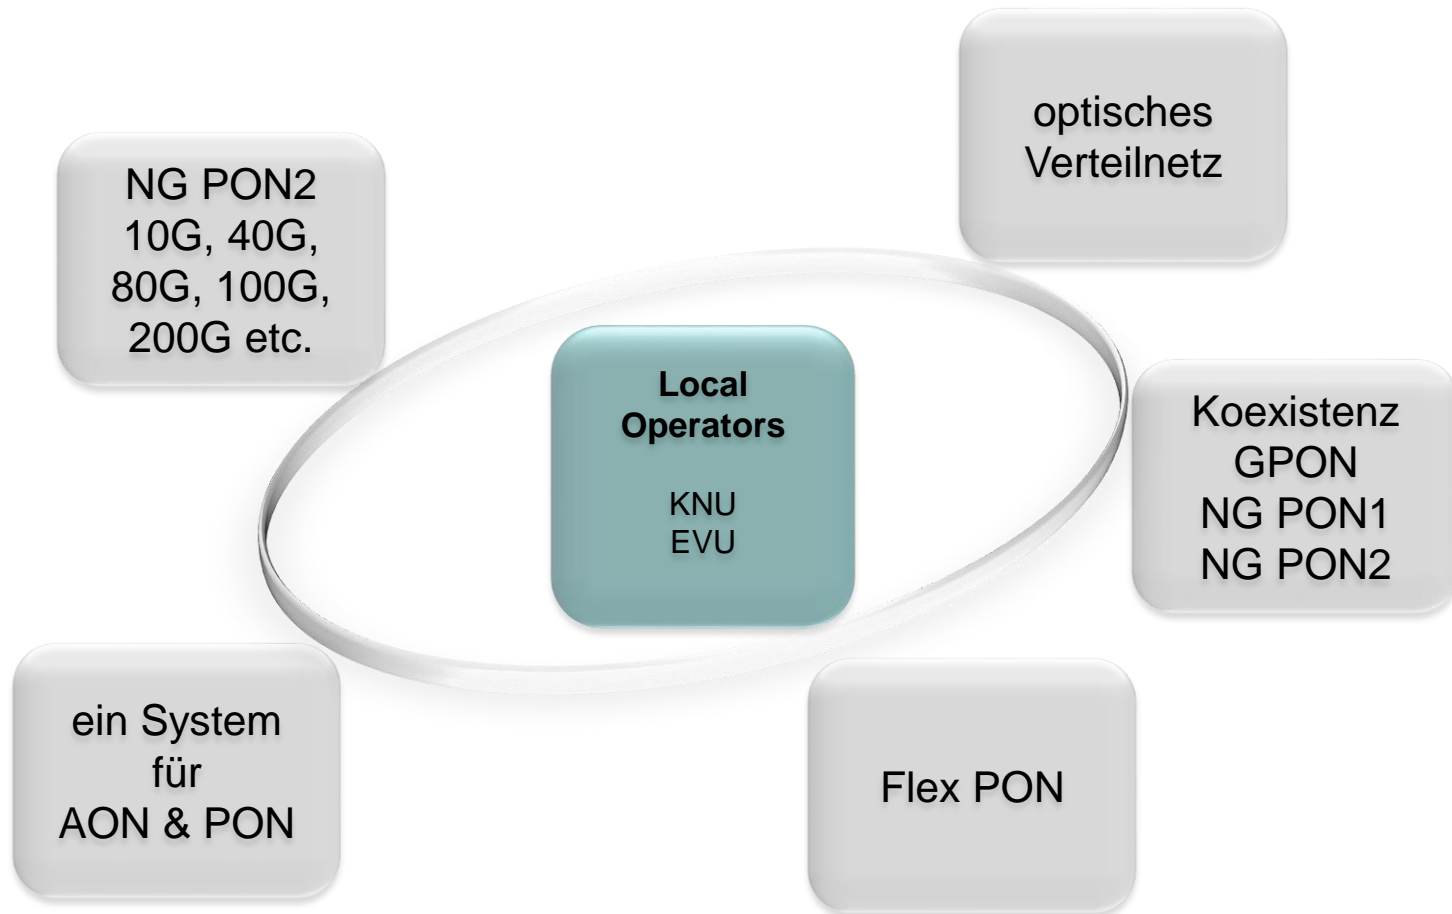 optisches
Verteilnetz
NG PON2
10G, 40G,
80G, 100G,
200G etc.
Local
Operators
KNU
EVU
Koexistenz
GPON
NG PON1
NG PON2
ein System
für
AON & PON
Flex PON